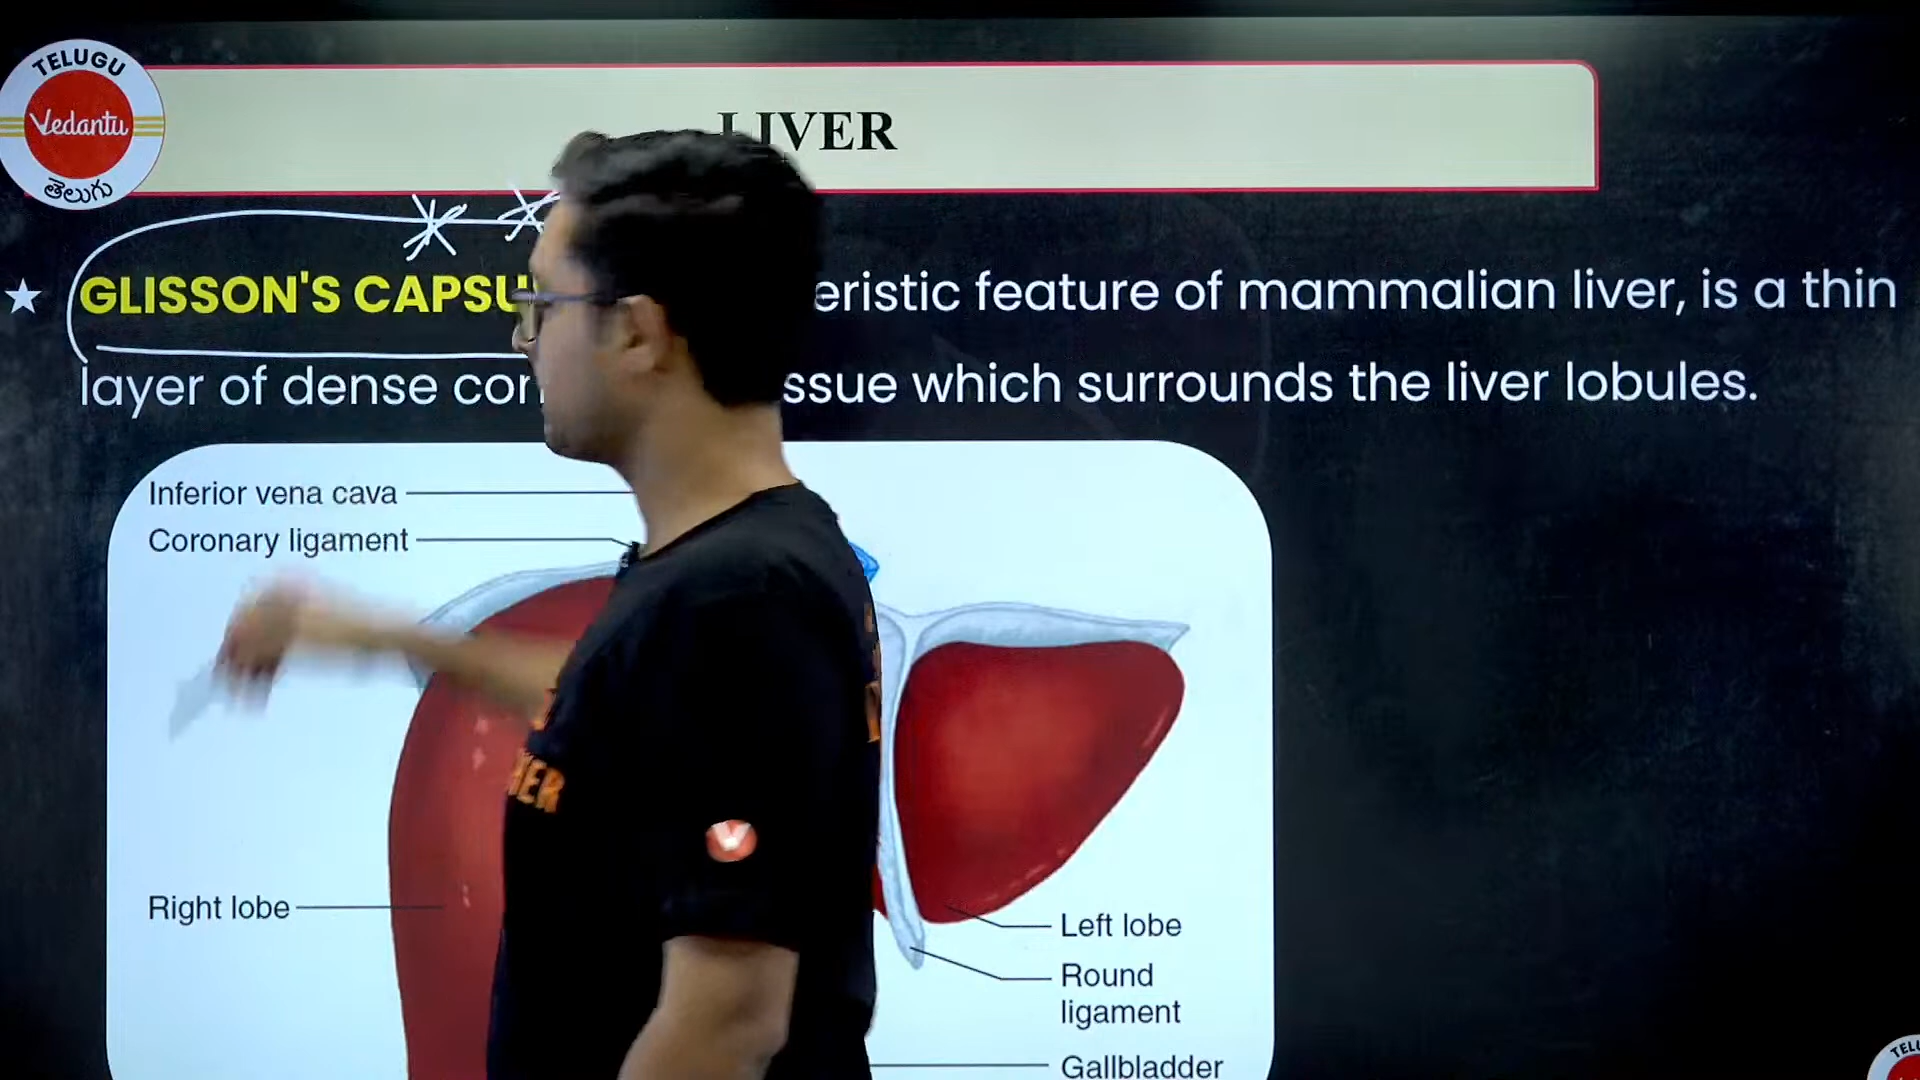 TELUGU
Vedantu
తెలుగు
LIVER
GLISSON'S CAPSU
eristic feature of mammalian liver, is a thin
layer of dense con ssue which surrounds the liver lobules.
Inferior vena cava
Coronary ligament
Right lobe
Left lobe
Round
ligament
Gallbladder